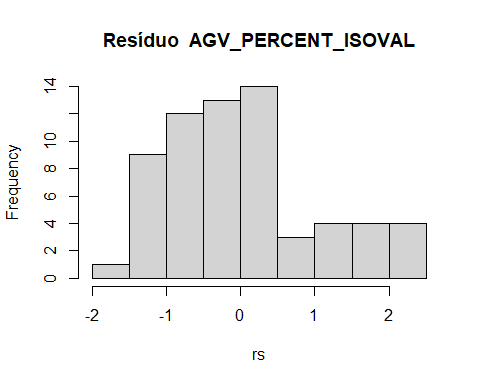 Resíduo  AGV_PERCENT_ISOVAL
Frequency
14
10
8
6
4
2
0
-2 -1 0 1 2
rs